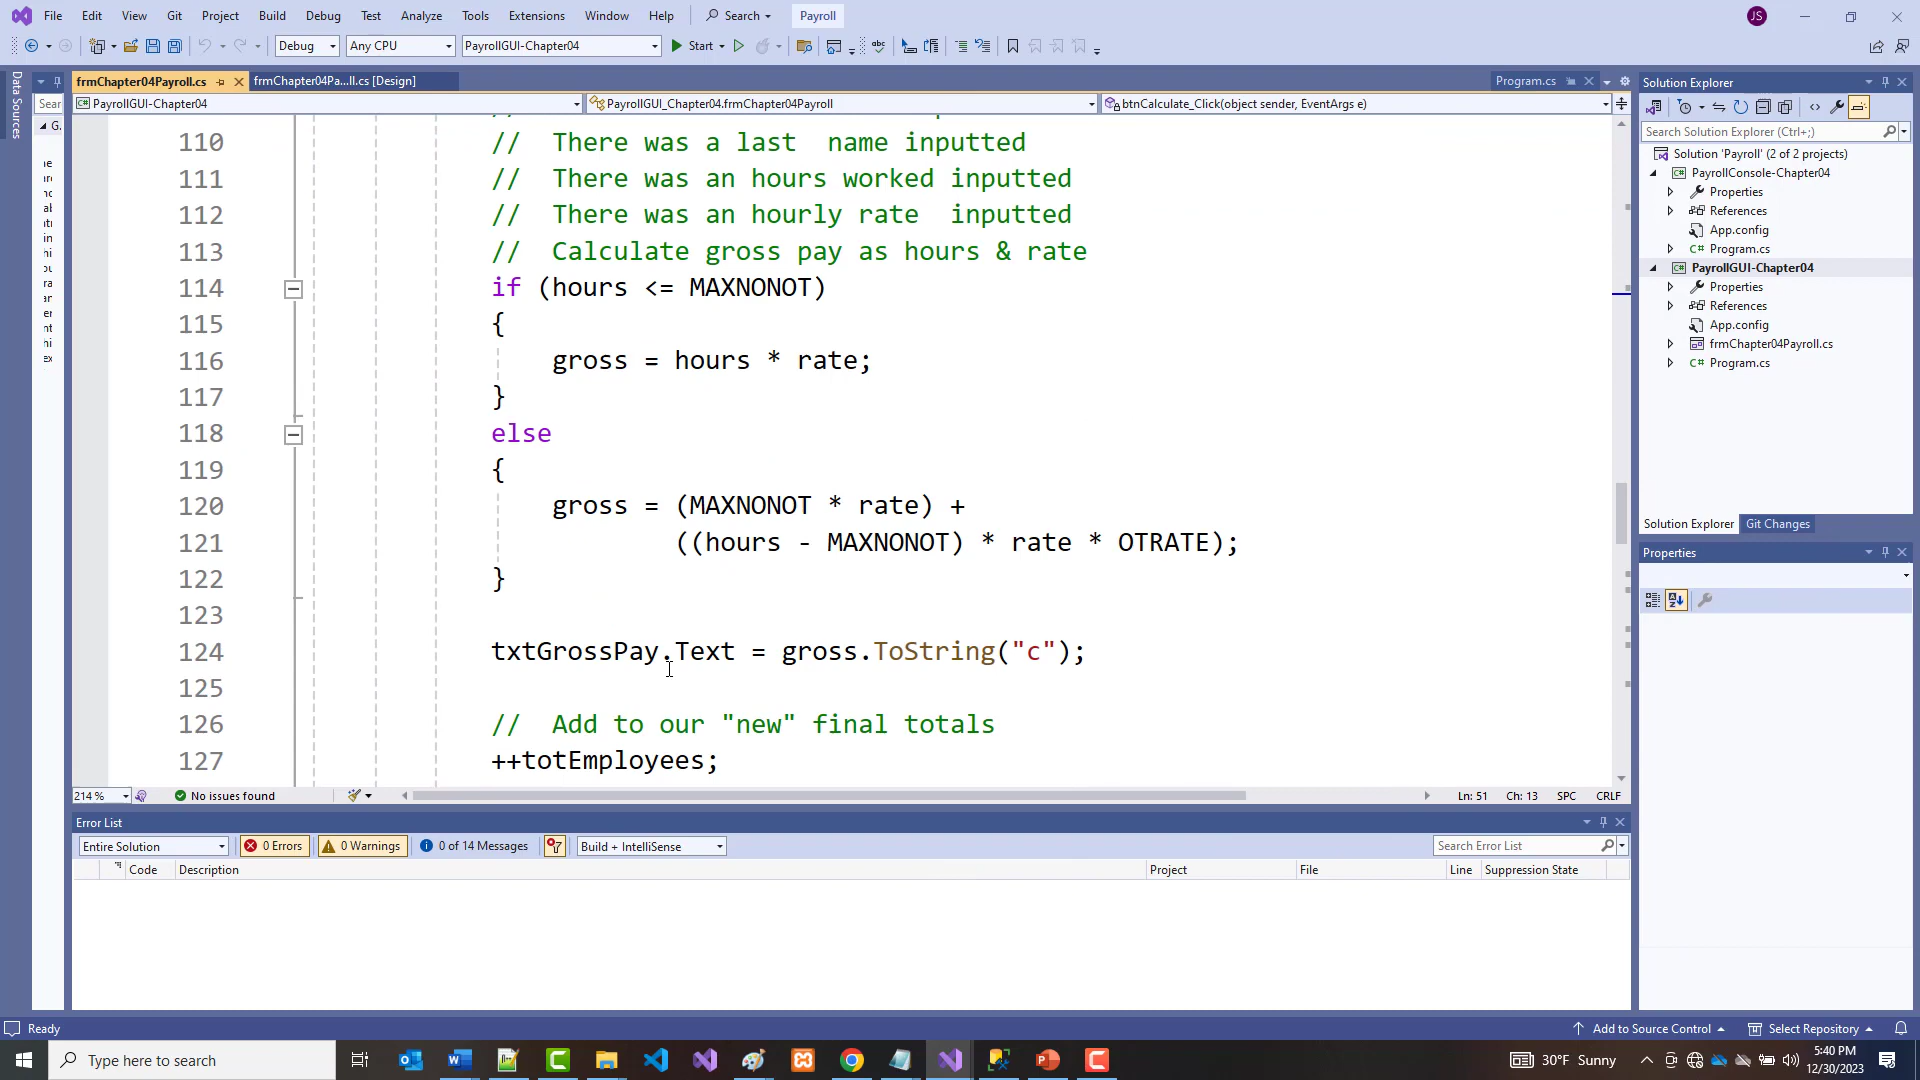 File Edit View Git Project Build Debug Test Analyze Tools Extensions Window Help Search Payroll JS
Debug Any CPU PayrollGUI-Chapter04 Start
Data Sources
frmChapter04Payroll.cs frmChapter04Pa...ll.cs [Design] Program.cs
PayrollGUI-Chapter04 PayrollGUI_Chapter04.frmChapter04Payroll btnCalculate_Click(object sender, EventArgs e)
110 // There was a last  name inputted
111 // There was an hours worked inputted
112 // There was an hourly rate  inputted
113 // Calculate gross pay as hours & rate
114 if (hours <= MAXNONOT)
115 {
116 gross = hours * rate;
117 }
118 else
119 {
120 gross = (MAXNONOT * rate) +
121 ((hours - MAXNONOT) * rate * OTRATE);
122 }
123
124 txtGrossPay.Text = gross.ToString("c");
125
126 // Add to our "new" final totals
127 ++totEmployees;
214 % No issues found Ln: 51 Ch: 13 SPC CRLF
Error List
Entire Solution 0 Errors 0 Warnings 0 of 14 Messages Build + IntelliSense Search Error List
Code Description Project File Line Suppression State
Solution Explorer
Search Solution Explorer (Ctrl+;)
Solution 'Payroll' (2 of 2 projects)
PayrollConsole-Chapter04
Properties
References
App.config
Program.cs
PayrollGUI-Chapter04
Properties
References
App.config
frmChapter04Payroll.cs
Program.cs
Solution Explorer Git Changes
Properties
Ready Add to Source Control Select Repository
Type here to search 30°F Sunny 5:40 PM
12/30/2023